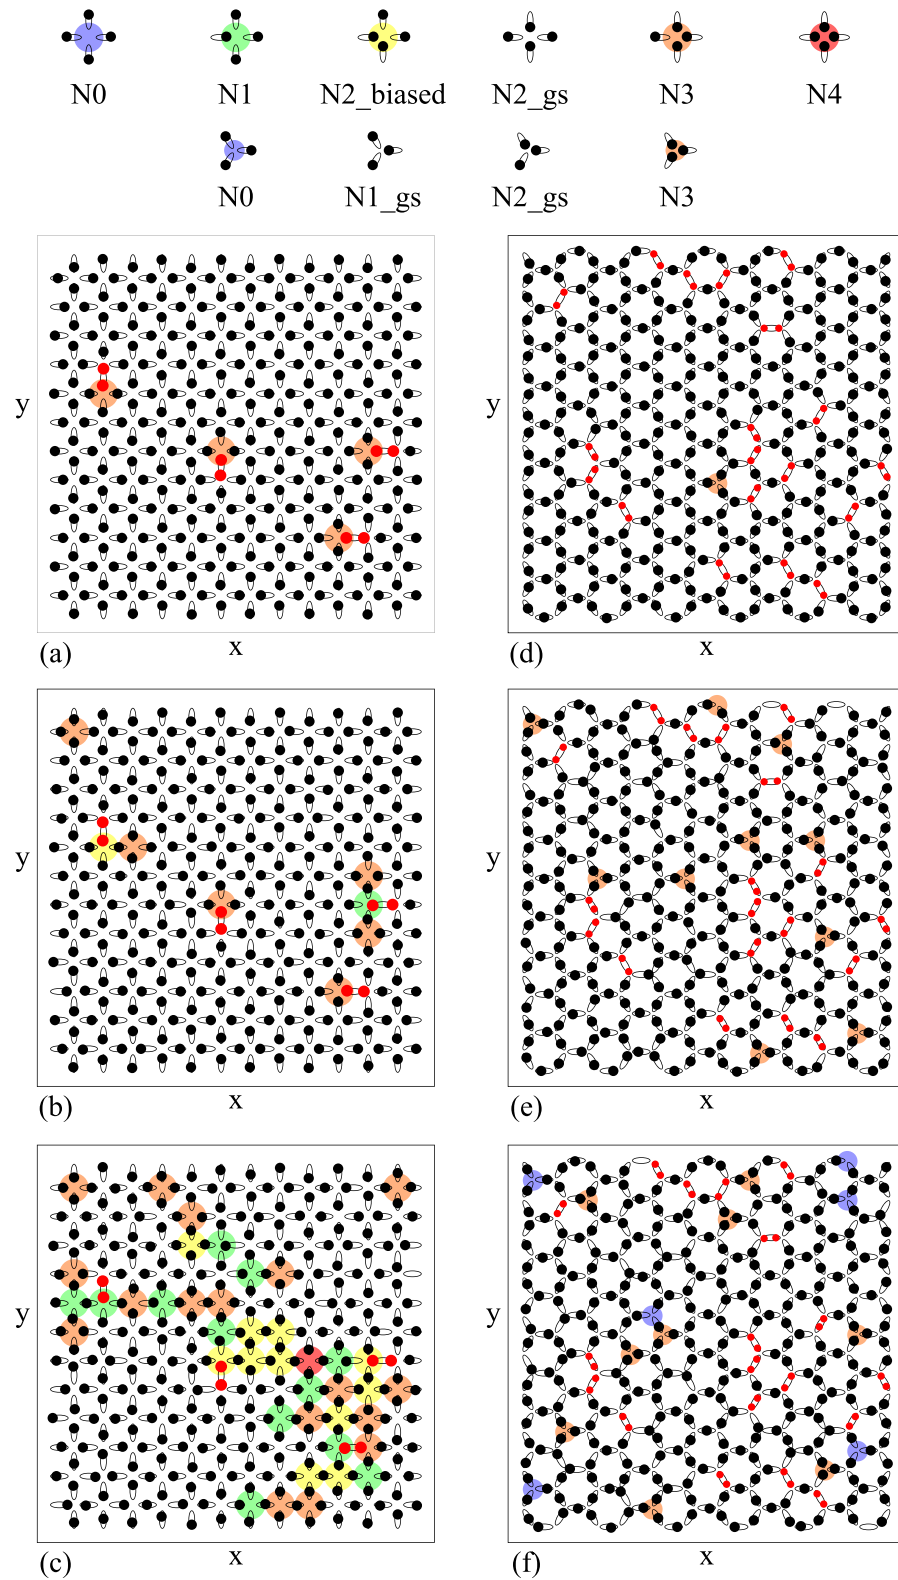 N0 N1 N2_biased N2_gs N3 N4
N0 N1_gs N2_gs N3
y y
(a) x (d) x
y y
(b) x (e) x
y y
(c) x (f) x